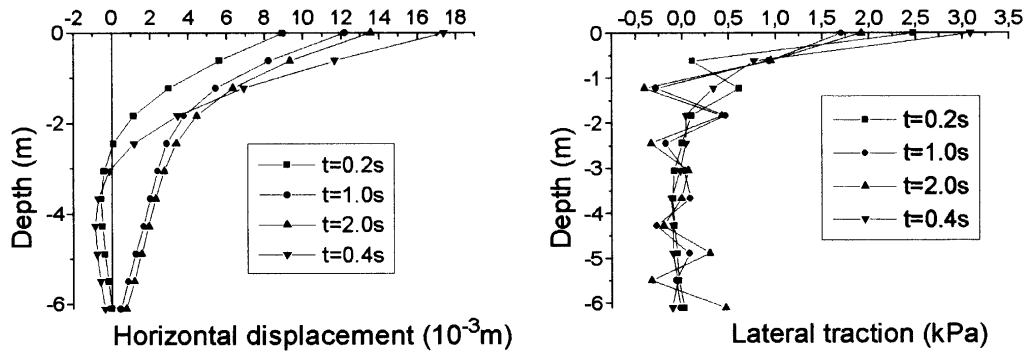 -2 0 2 4 6 8 10 12 14 16 18
0
-2
-4
-6
Depth (m)
t=0.2s
t=1.0s
t=2.0s
t=0.4s
Horizontal displacement (10⁻³m)
-0,5 0,0 0,5 1,0 1,5 2,0 2,5 3,0 3,5
0
-1
-2
-3
-4
-5
-6
Depth (m)
t=0.2s
t=1.0s
t=2.0s
t=0.4s
Lateral traction (kPa)